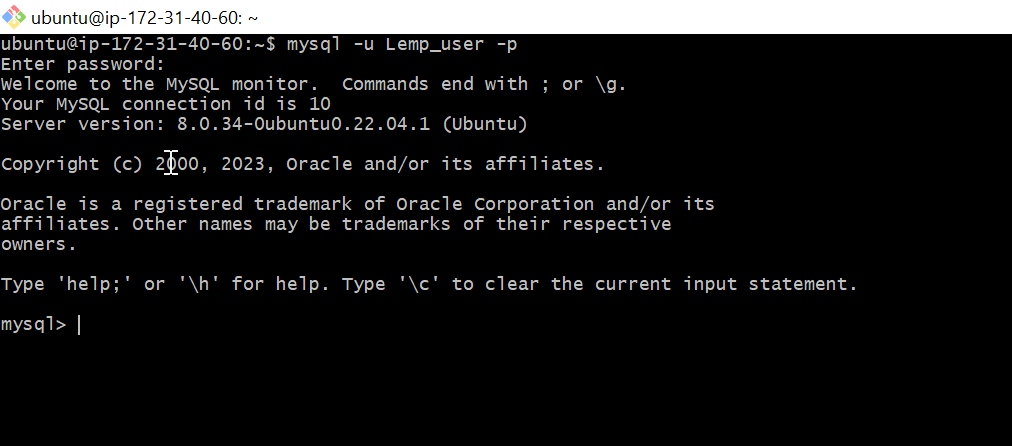 ubuntu@ip-172-31-40-60: ~
ubuntu@ip-172-31-40-60:~$ mysql -u Lemp_user -p
Enter password:
Welcome to the MySQL monitor.  Commands end with ; or \g.
Your MySQL connection id is 10
Server version: 8.0.34-0ubuntu0.22.04.1 (Ubuntu)
Copyright (c) 2000, 2023, Oracle and/or its affiliates.
Oracle is a registered trademark of Oracle Corporation and/or its
affiliates. Other names may be trademarks of their respective
owners.
Type 'help;' or '\h' for help. Type '\c' to clear the current input statement.
mysql>